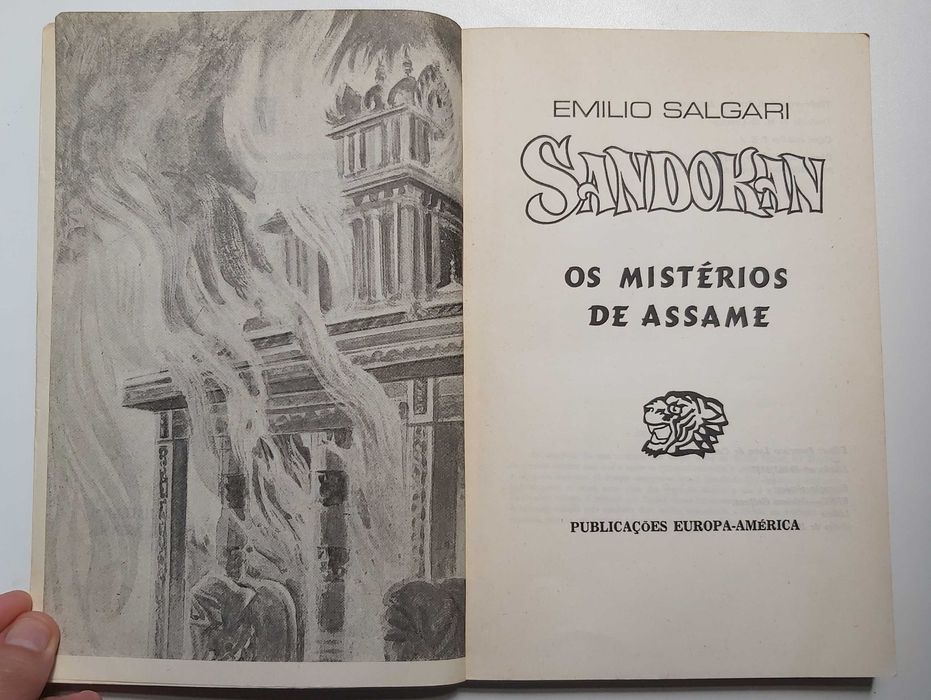 EMILIO SALGARI
SANDOKAN
OS MISTÉRIOS
DE ASSAME
PUBLICAÇÕES EUROPA-AMÉRICA